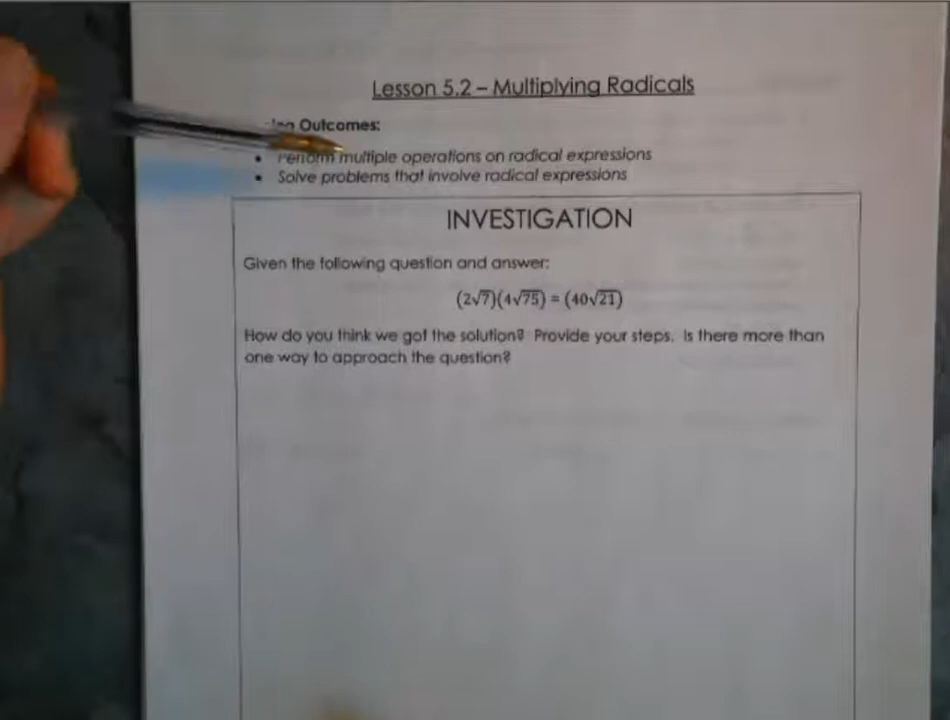 Lesson 5.2 – Multiplying Radicals
Outcomes:
• Perform multiple operations on radical expressions
• Solve problems that involve radical expressions
INVESTIGATION
Given the following question and answer:
(2√7)(4√75) = (40√21)
How do you think we got the solution? Provide your steps. Is there more than
one way to approach the question?